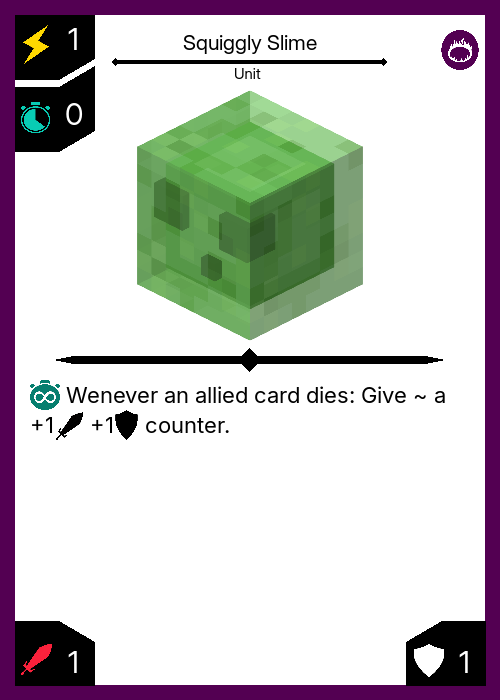 1
Squiggly Slime
Unit
0
Wenever an allied card dies: Give ~ a
+1 +1 counter.
1
1